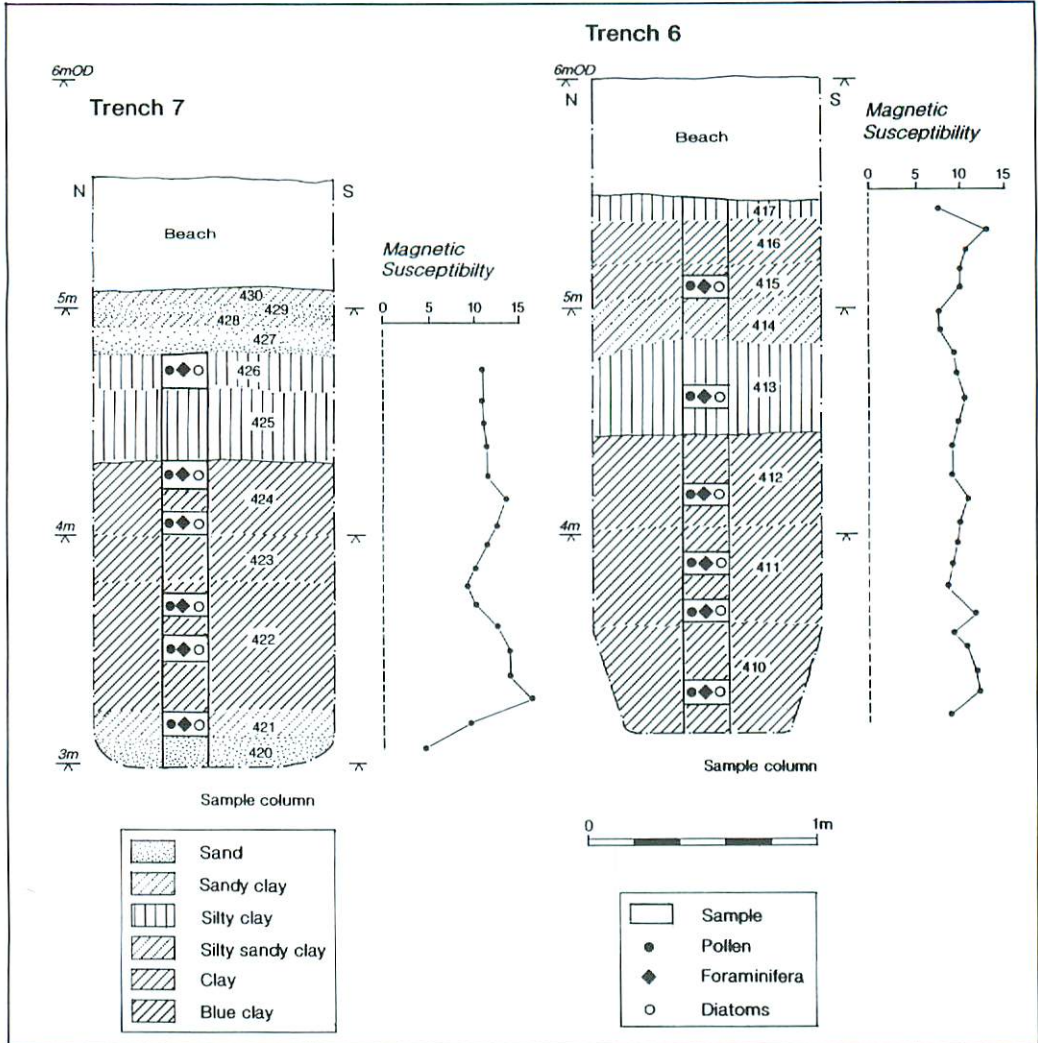 Trench 6
6mOD
6mOD
Trench 7
N
S
Magnetic
Susceptibility
Beach
0 5 10 15
N
S
Beach
417
416
Magnetic
Susceptibilty
415
430
5m
429
5m
428
414
0 5 10 15
427
426
413
425
412
424
4m
4m
423
411
422
410
421
420
3m
Sample column
Sample column
0 1m
Sand
Sandy clay
Silty clay
Silty sandy clay
Clay
Blue clay
Sample
Pollen
Foraminifera
Diatoms